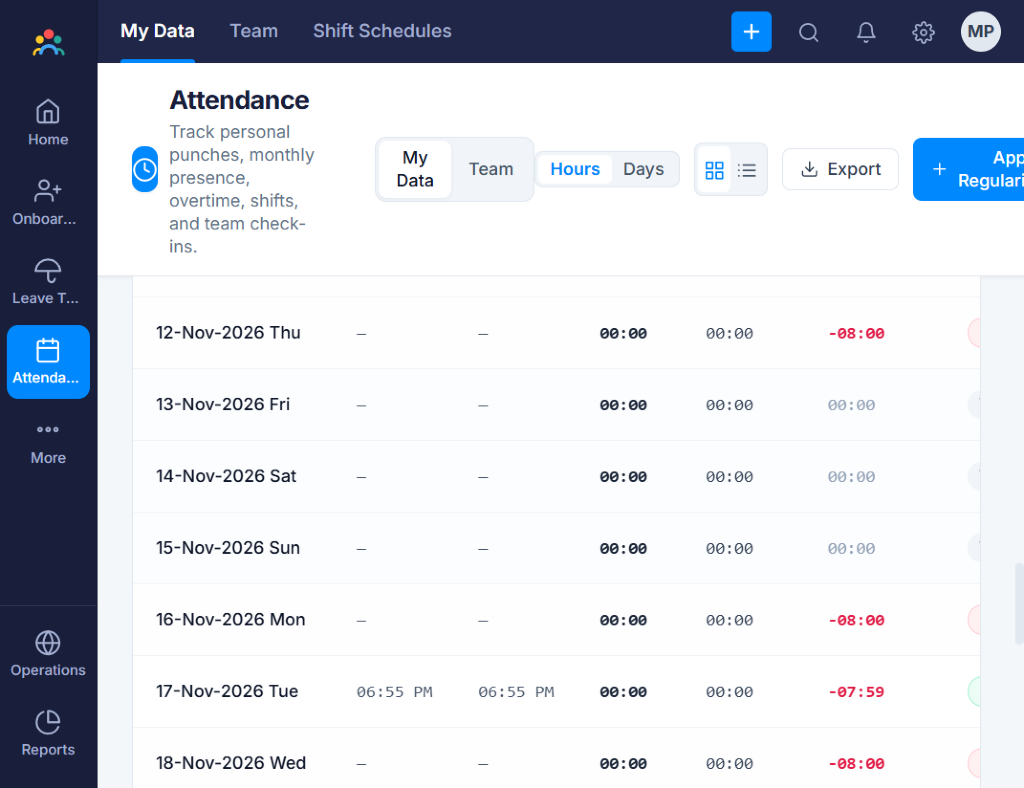 My Data Team Shift Schedules MP
Home
Onboar...
Leave T...
Attenda...
More
Operations
Reports
Attendance
Track personal
punches, monthly
presence,
overtime, shifts,
and team check-
ins.
My
Data
Team
Hours Days
Export
App
Regulari
12-Nov-2026 Thu – – 00:00 00:00 -08:00
13-Nov-2026 Fri – – 00:00 00:00 00:00
14-Nov-2026 Sat – – 00:00 00:00 00:00
15-Nov-2026 Sun – – 00:00 00:00 00:00
16-Nov-2026 Mon – – 00:00 00:00 -08:00
17-Nov-2026 Tue 06:55 PM 06:55 PM 00:00 00:00 -07:59
18-Nov-2026 Wed – – 00:00 00:00 -08:00